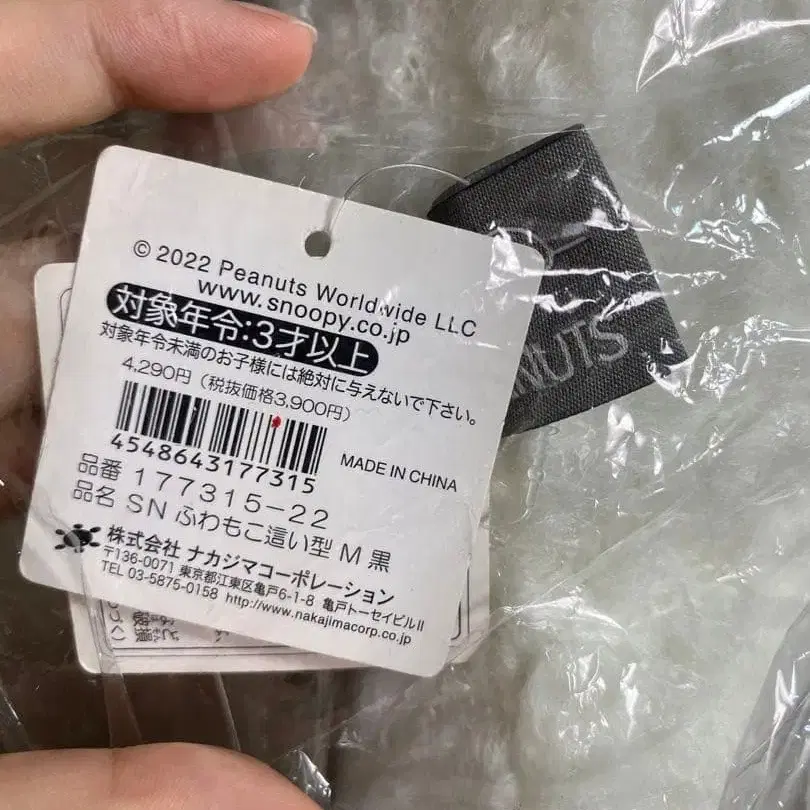 © 2022 Peanuts Worldwide LLC
www.snoopy.co.jp
対象年令:3才以上
対象年令未満のお子様には絶対に与えないで下さい。
4,290円(税抜価格3,900円)
4548643177315
MADE IN CHINA
品番 177315-22
品名 SN ふわもこ這い型 M 黒
株式会社 ナカジマコーポレーション
〒136-0071 東京都江東区亀戸6-1-8 亀戸トーセイビルⅡ
TEL 03-5875-0158 http://www.nakajimacorp.co.jp
NUTS